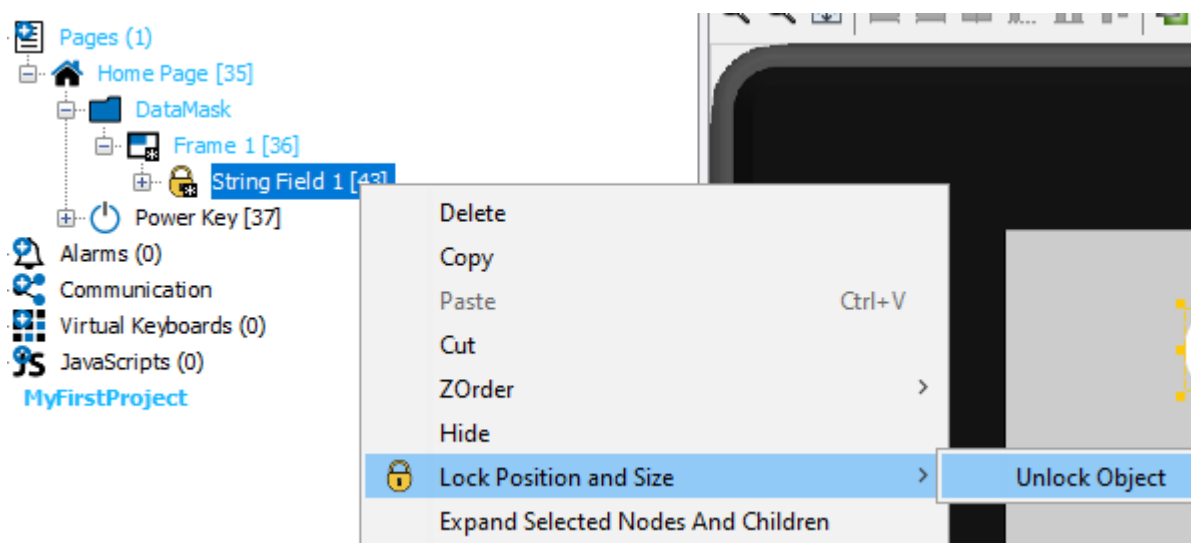 Pages (1)
Home Page [35]
DataMask
Frame 1 [36]
String Field 1 [43]
Power Key [37]
Alarms (0)
Communication
Virtual Keyboards (0)
JavaScripts (0)
MyFirstProject
Delete
Copy
Paste Ctrl+V
Cut
ZOrder
Hide
Lock Position and Size
Unlock Object
Expand Selected Nodes And Children